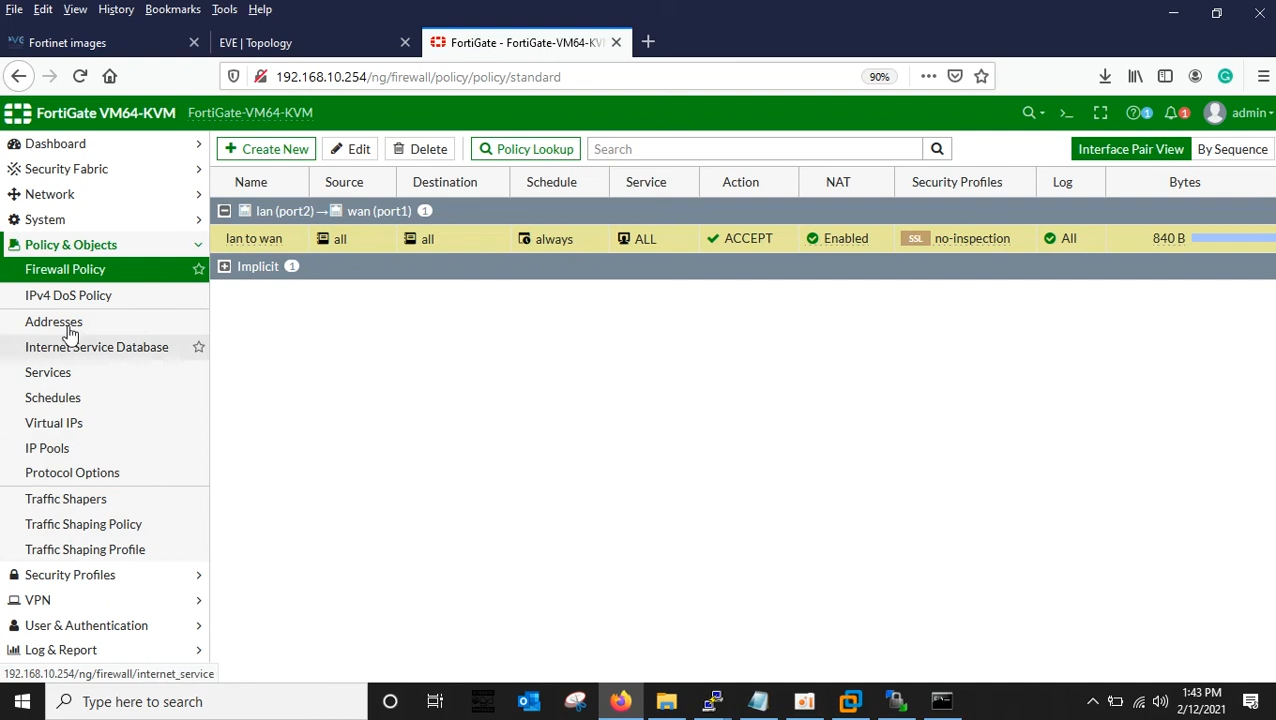 File Edit View History Bookmarks Tools Help
Fortinet images
EVE | Topology
FortiGate - FortiGate-VM64-KV
192.168.10.254/ng/firewall/policy/policy/standard
90%
FortiGate VM64-KVM
FortiGate-VM64-KVM
1
1
admin
Dashboard
Security Fabric
Network
System
Policy & Objects
Firewall Policy
IPv4 DoS Policy
Addresses
Internet Service Database
Services
Schedules
Virtual IPs
IP Pools
Protocol Options
Traffic Shapers
Traffic Shaping Policy
Traffic Shaping Profile
Security Profiles
VPN
User & Authentication
Log & Report
192.168.10.254/ng/firewall/internet_service
Create New Edit Delete Policy Lookup Search Interface Pair View By Sequence
Name Source Destination Schedule Service Action NAT Security Profiles Log Bytes
lan (port2) → wan (port1) 1
lan to wan all all always ALL ACCEPT Enabled SSL no-inspection All 840 B
Implicit 1
Type here to search
1:43 PM
2/12/2021